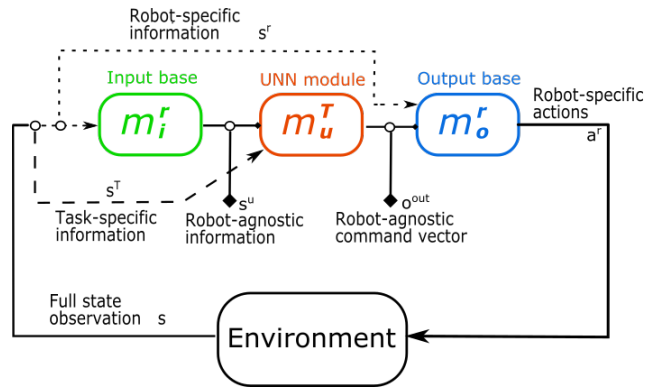 Robot-specific
information s^r
Input base
UNN module
Output base
m_i^r
m_u^T
m_o^r
Robot-specific
actions
a^r
s^T
Task-specific
information
s^u
Robot-agnostic
information
o^out
Robot-agnostic
command vector
Full state
observation s
Environment